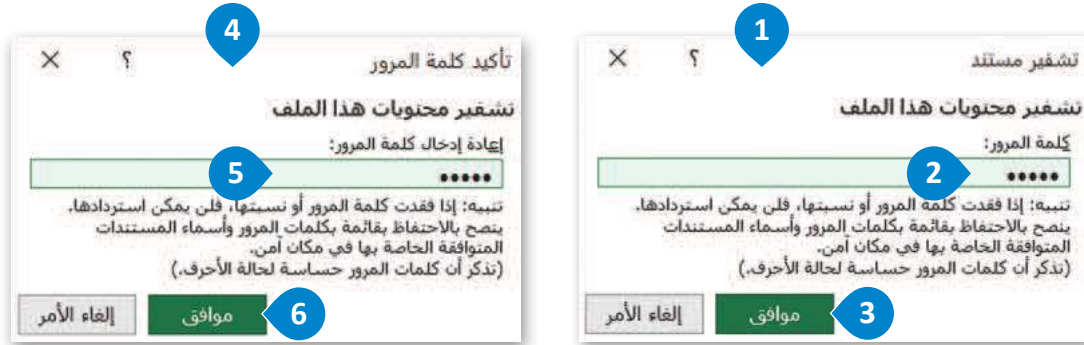 1
تشفير مستند
؟
×
تشفير محتويات هذا الملف
كلمة المرور:
2
•••••
تنبيه: إذا فقدت كلمة المرور أو نسيتها، فلن يمكن استردادها.
ينصح بالاحتفاظ بقائمة بكلمات المرور وأسماء المستندات
المتوافقة الخاصة بها في مكان آمن.
(تذكر أن كلمات المرور حساسة لحالة الأحرف.)
3
موافق
إلغاء الأمر
4
تأكيد كلمة المرور
؟
×
تشفير محتويات هذا الملف
إعادة إدخال كلمة المرور:
5
•••••
تنبيه: إذا فقدت كلمة المرور أو نسيتها، فلن يمكن استردادها.
ينصح بالاحتفاظ بقائمة بكلمات المرور وأسماء المستندات
المتوافقة الخاصة بها في مكان آمن.
(تذكر أن كلمات المرور حساسة لحالة الأحرف.)
6
موافق
إلغاء الأمر